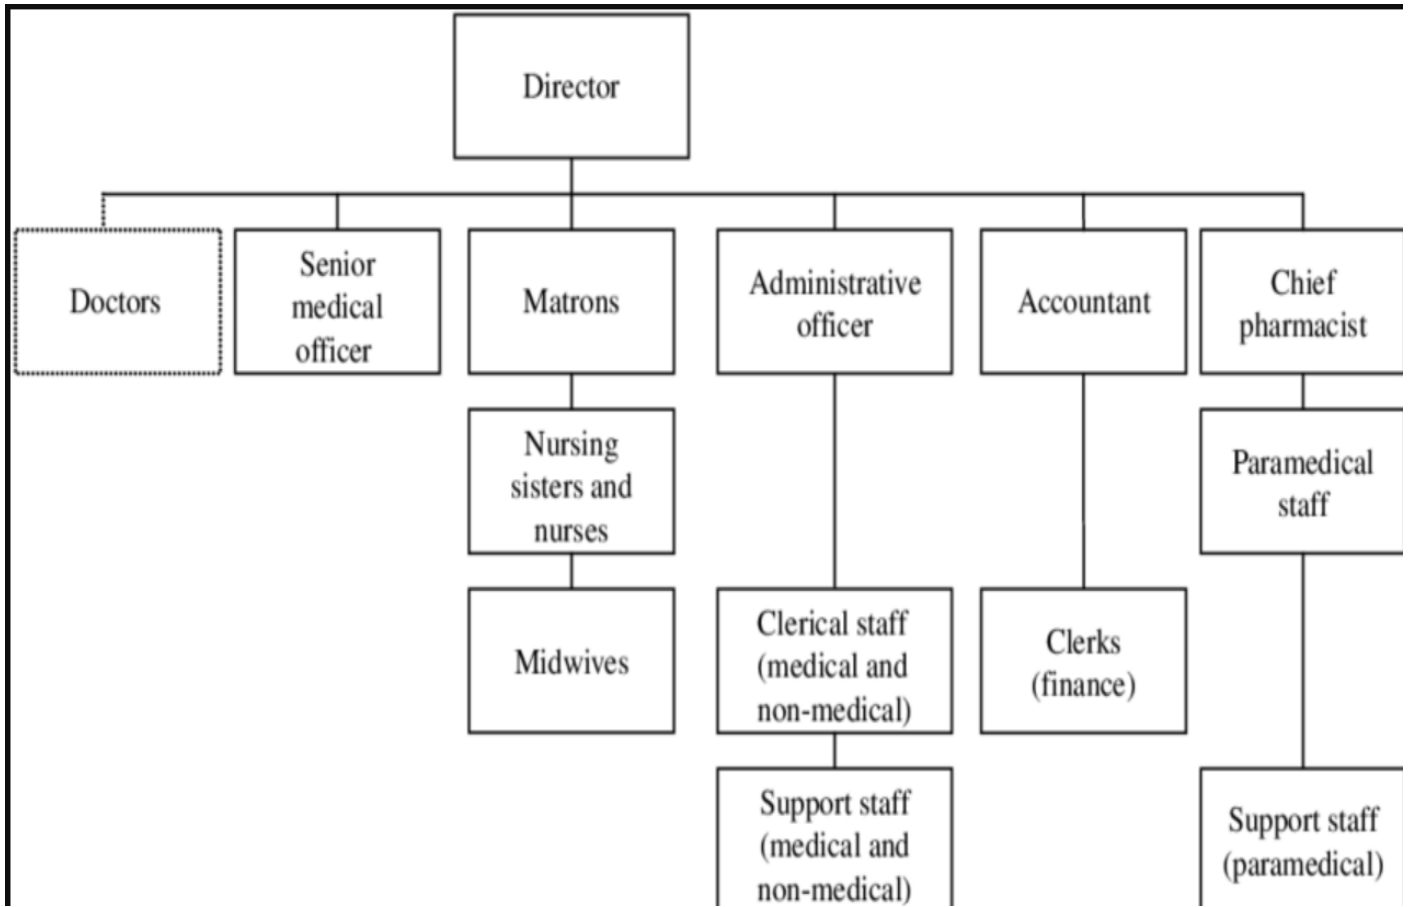 Director
Doctors
Senior
medical
officer
Matrons
Administrative
officer
Accountant
Chief
pharmacist
Nursing
sisters and
nurses
Paramedical
staff
Midwives
Clerical staff
(medical and
non-medical)
Clerks
(finance)
Support staff
(medical and
non-medical)
Support staff
(paramedical)